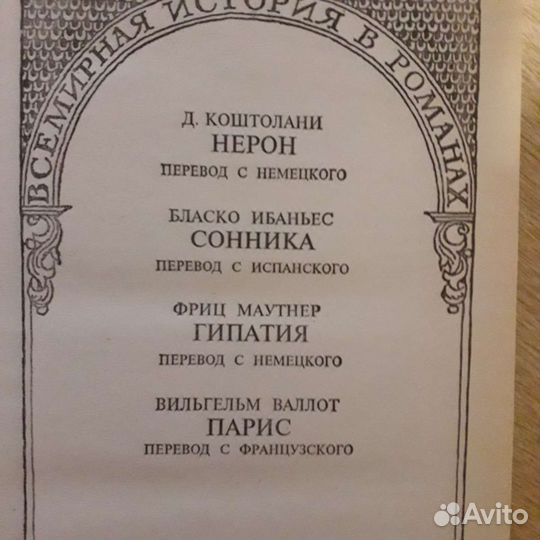 ВСЕМИРНАЯ ИСТОРИЯ В РОМАНАХ
Д. КОШТОЛАНИ
НЕРОН
ПЕРЕВОД С НЕМЕЦКОГО
БЛАСКО ИБАНЬЕС
СОННИКА
ПЕРЕВОД С ИСПАНСКОГО
ФРИЦ МАУТНЕР
ГИПАТИЯ
ПЕРЕВОД С НЕМЕЦКОГО
ВИЛЬГЕЛЬМ ВАЛЛОТ
ПАРИС
ПЕРЕВОД С ФРАНЦУЗСКОГО
Avito